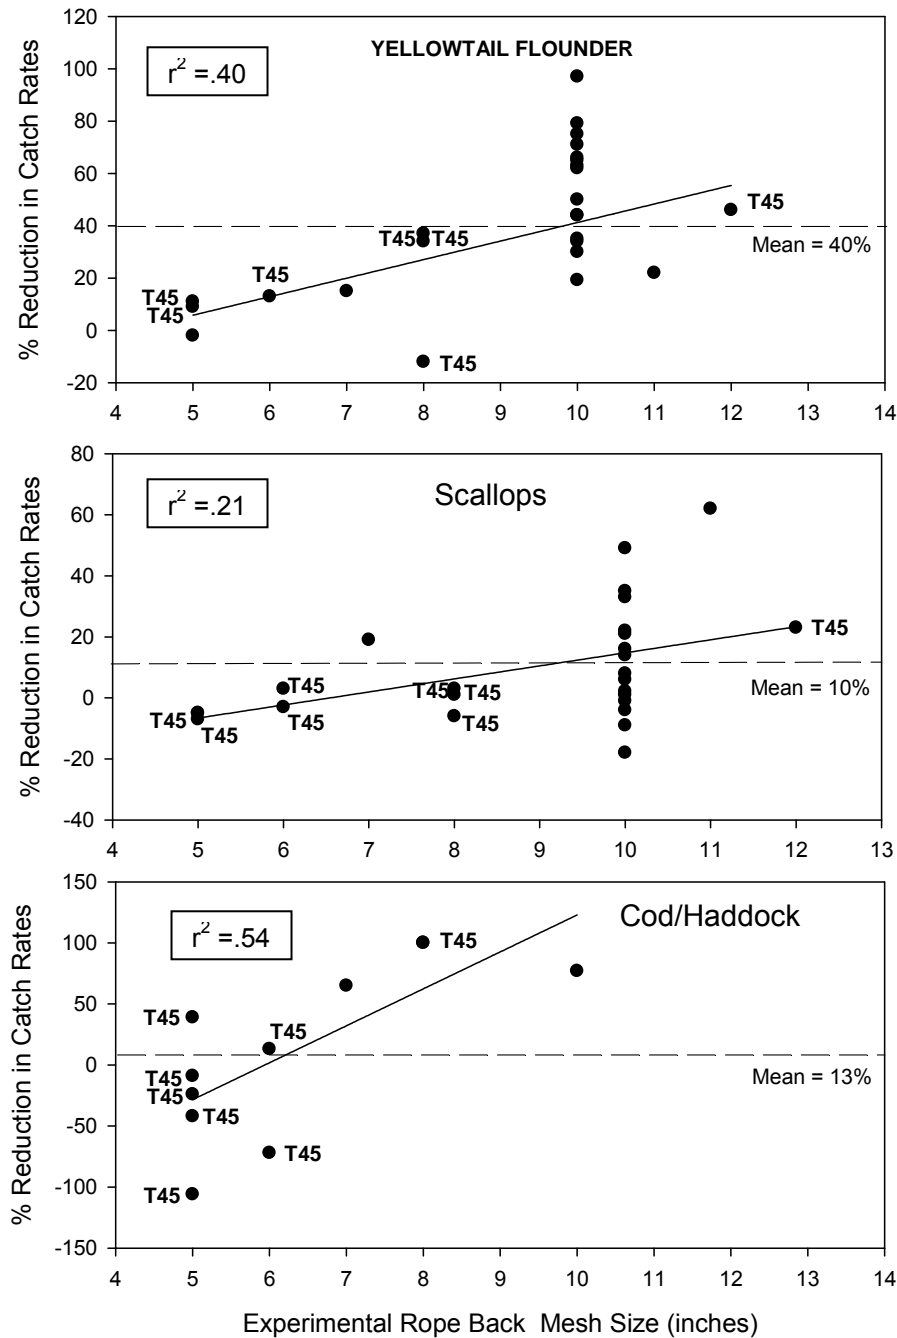 YELLOWTAIL FLOUNDER
r2 =.40
% Reduction in Catch Rates
120
100
80
60
40
20
0
-20
T45
T45
T45
T45 T45
T45
T45
Mean = 40%
4 5 6 7 8 9 10 11 12 13 14
Scallops
r2 =.21
% Reduction in Catch Rates
80
60
40
20
0
-20
-40
T45
T45
T45
T45
T45 T45
T45
T45
Mean = 10%
4 5 6 7 8 9 10 11 12 13
Cod/Haddock
r2 =.54
% Reduction in Catch Rates
150
100
50
0
-50
-100
-150
T45
T45
T45
T45
T45
T45
T45
T45
Mean = 13%
4 5 6 7 8 9 10 11 12 13 14
Experimental Rope Back Mesh Size (inches)